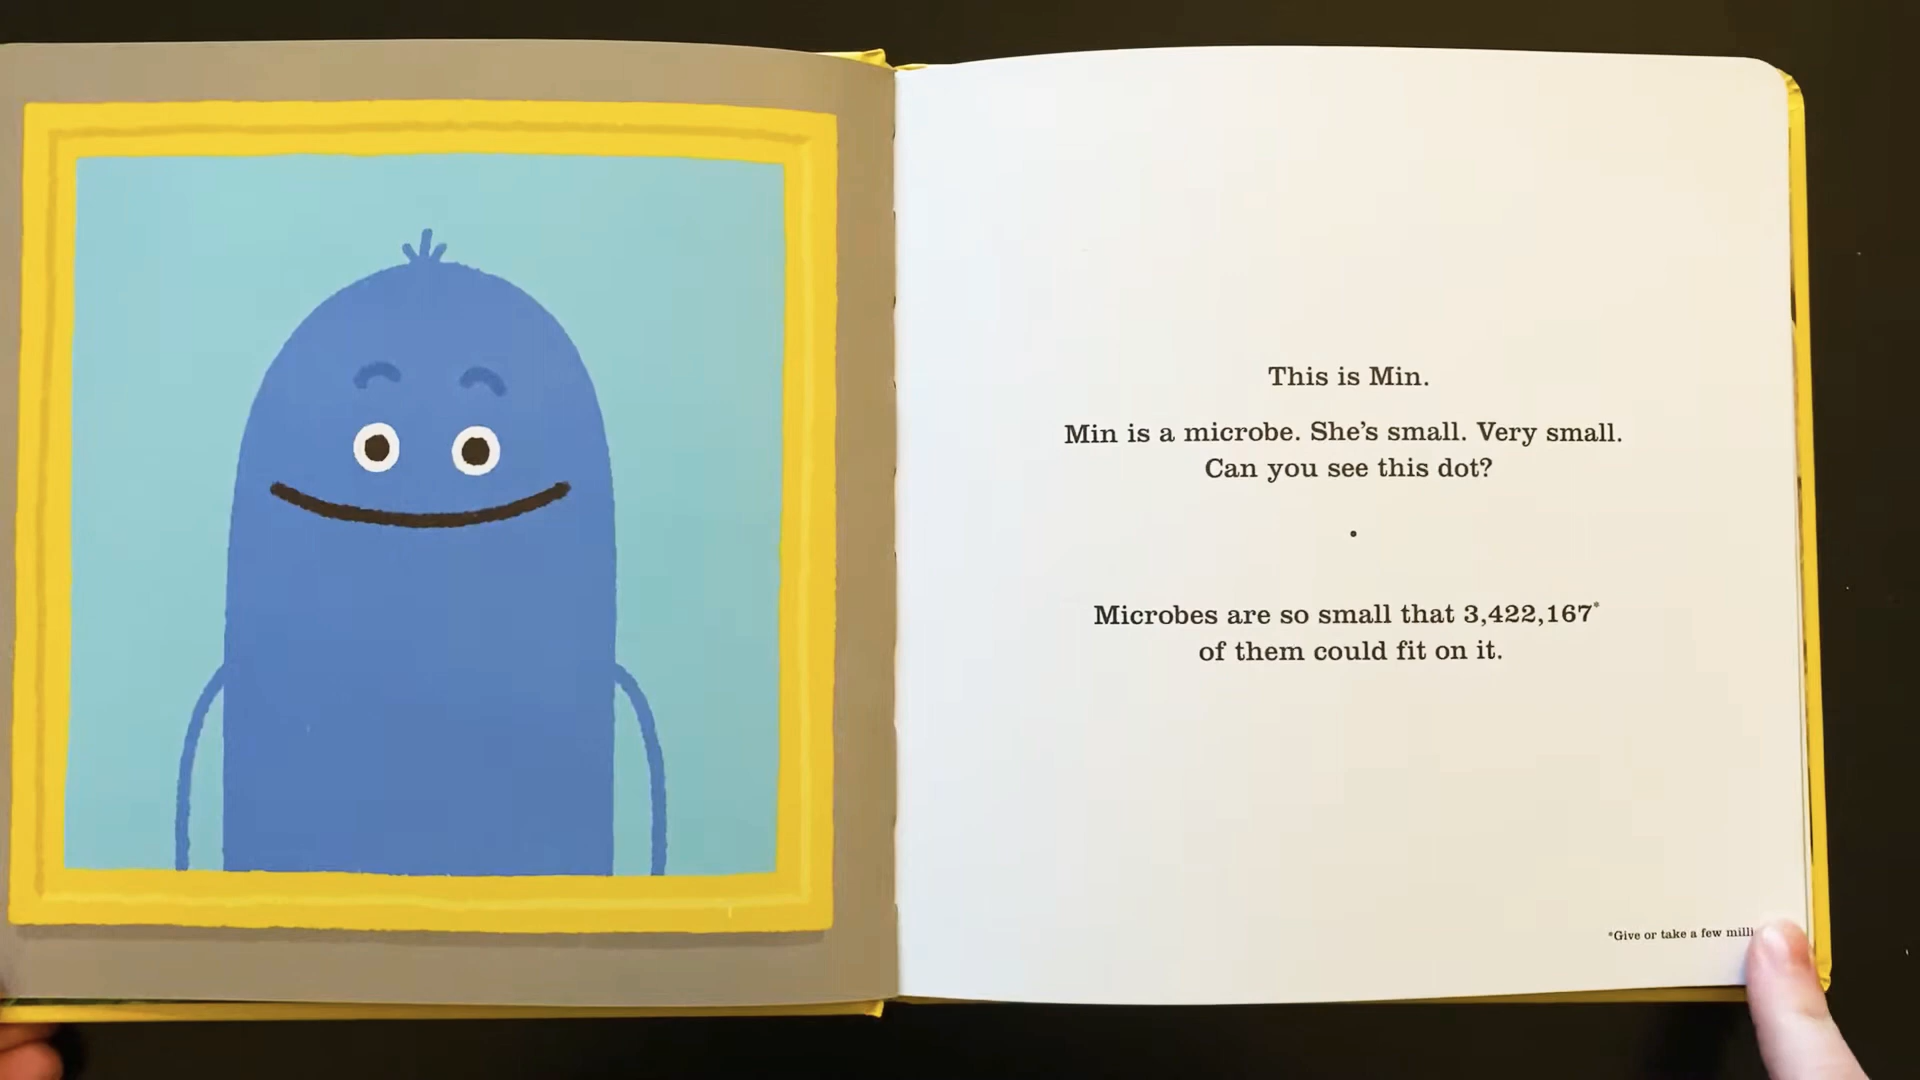 This is Min.
Min is a microbe. She's small. Very small.
Can you see this dot?
Microbes are so small that 3,422,167*
of them could fit on it.
*Give or take a few